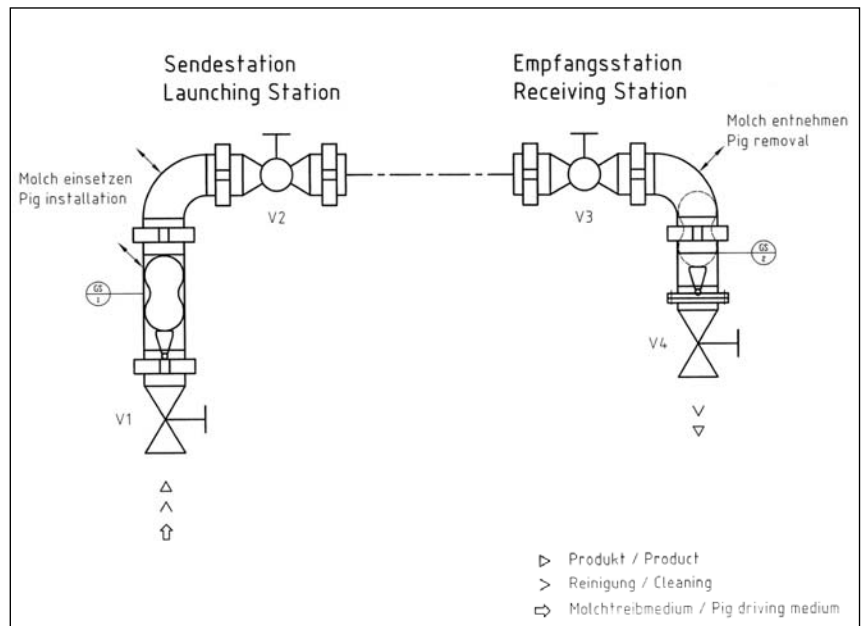 Sendestation
Launching Station
Empfangsstation
Receiving Station
Molch entnehmen
Pig removal
Molch einsetzen
Pig installation
V2
V3
GS
2
GS
1
V4
V1
Produkt / Product
Reinigung / Cleaning
Molchtreibmedium / Pig driving medium